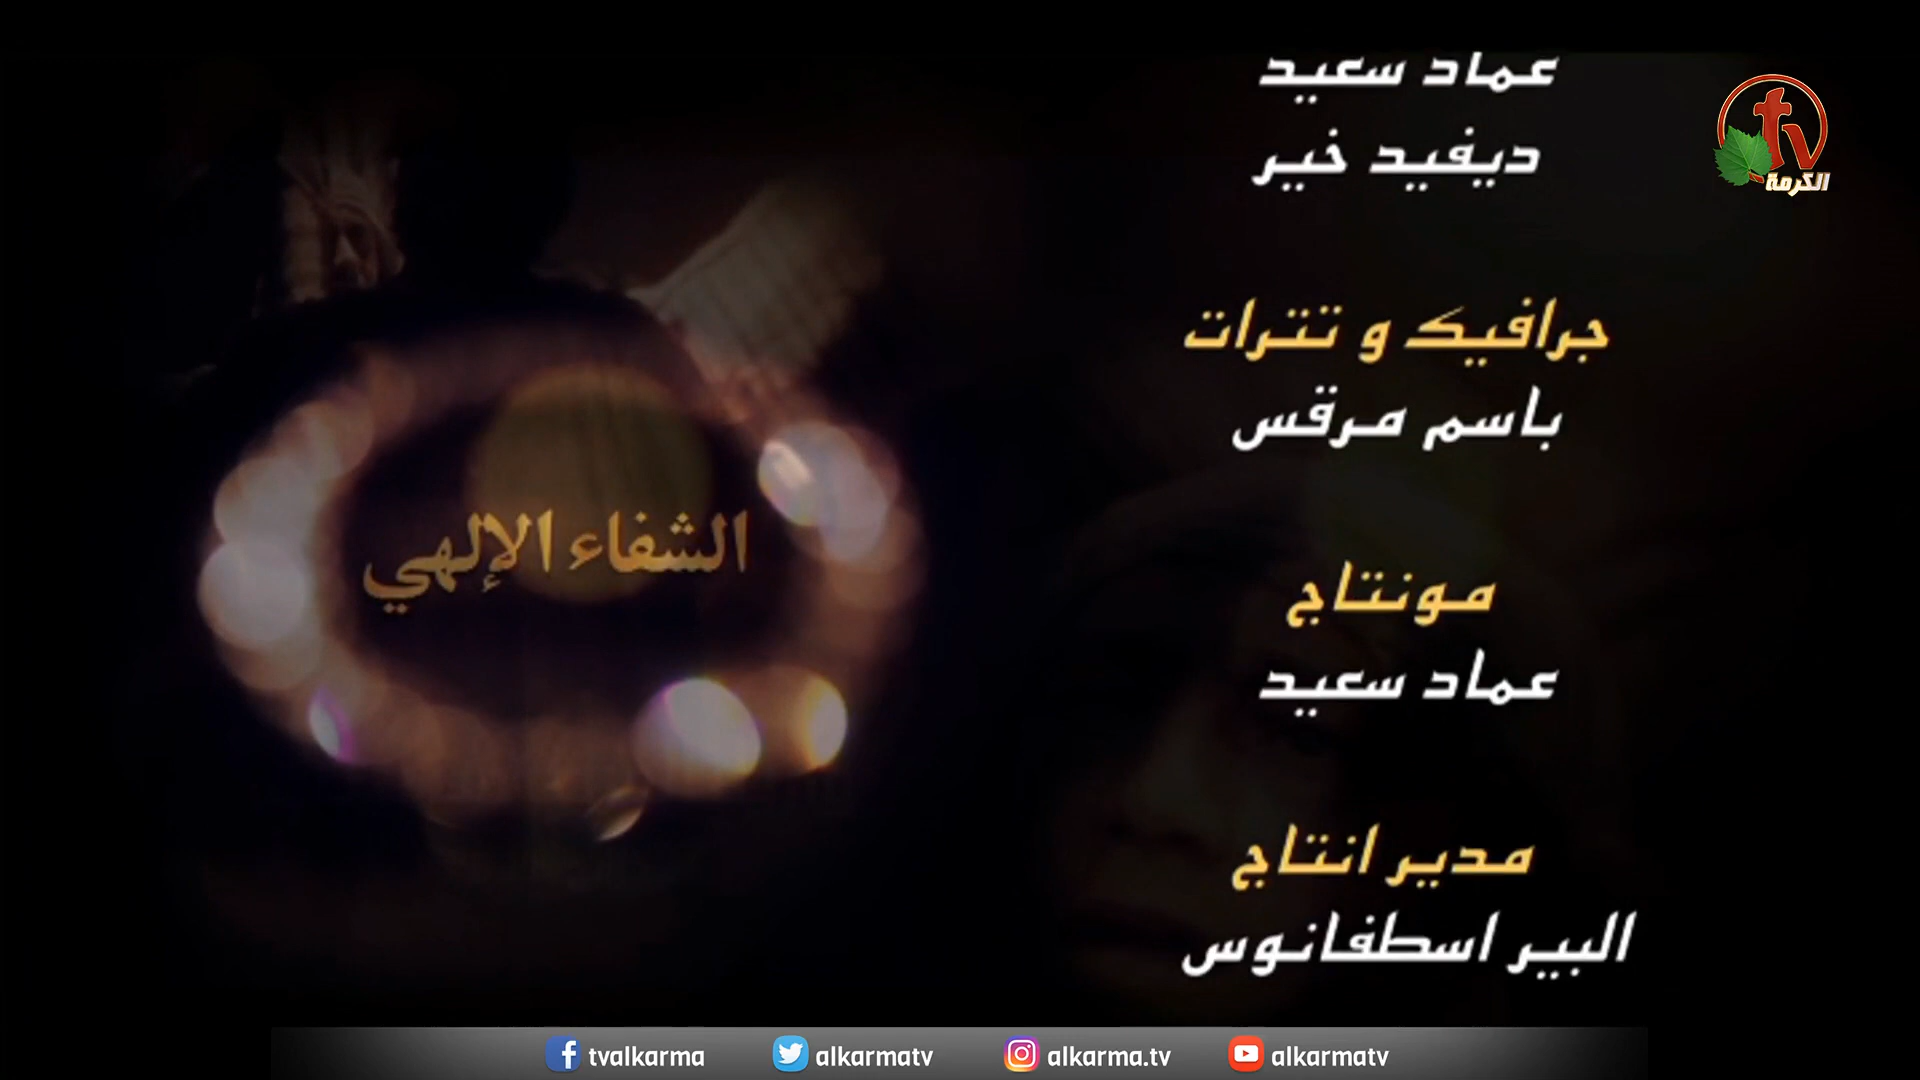 عماد سعيد
ديفيد خير
tv
الكرمة
جرافيك و تترات
باسم مرقس
الشفاء الإلهي
مونتاج
عماد سعيد
مدير انتاج
البير اسطفانوس
tvalkarma
alkarmatv
alkarma.tv
alkarmatv